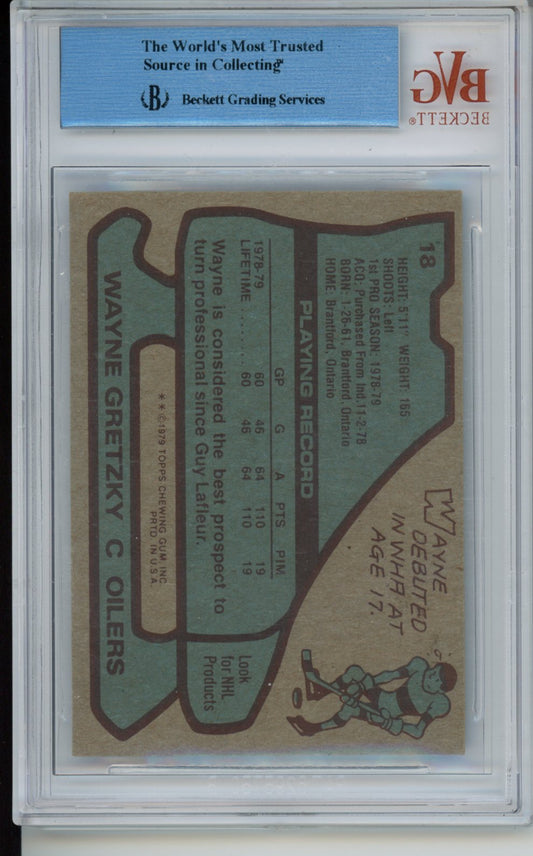 The World's Most Trusted
Source in Collecting℠
B Beckett Grading Services
BVG
BECKETT®
18
HEIGHT: 5'11" WEIGHT: 165
SHOOTS: Left
1st PRO SEASON: 1978-79
ACQ: Purchased From Ind. 11-2-78
BORN: 1-26-61, Brantford, Ontario
HOME: Brantford, Ontario
PLAYING RECORD
GP G A PTS PIM
1978-79 60 46 64 110 19
LIFETIME ....... 60 46 64 110 19
Wayne is considered the best prospect to
turn professional since Guy Lafleur.
WAYNE
DEBUTED
IN WHA AT
AGE 17.
Look
for NHL
Products
* * © 1979 TOPPS CHEWING GUM INC.
PRTD. IN U.S.A.
WAYNE GRETZKY C OILERS